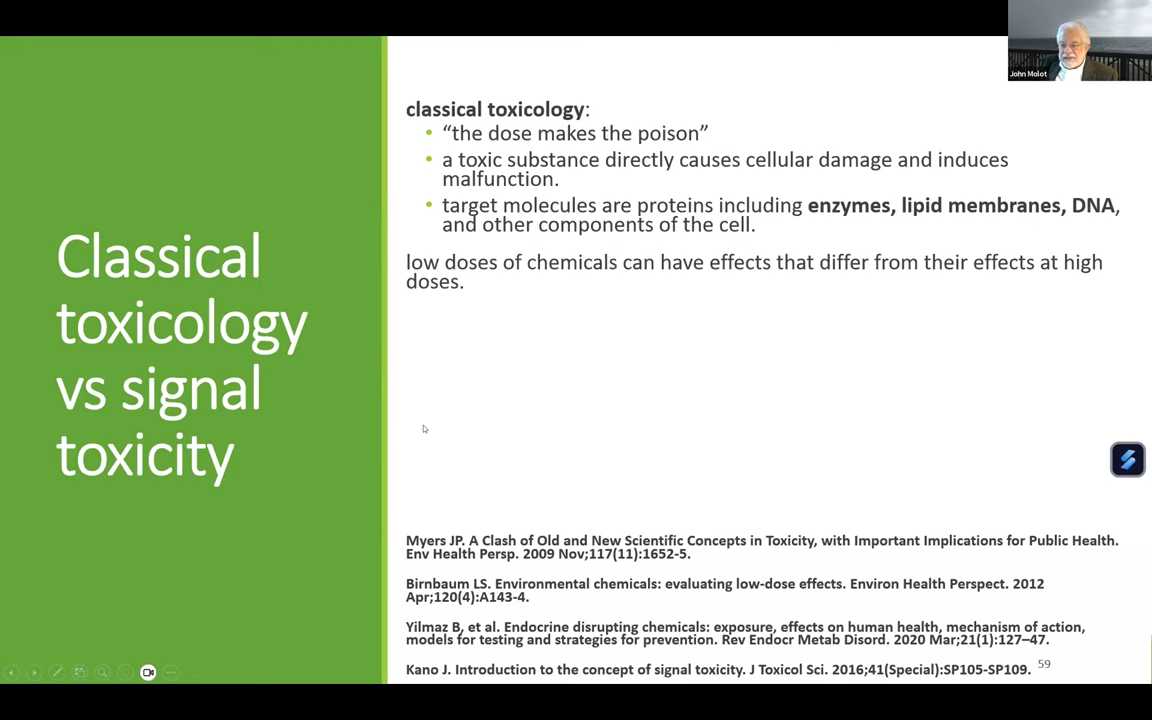 John Molot
Classical
toxicology
vs signal
toxicity
classical toxicology:
• “the dose makes the poison”
• a toxic substance directly causes cellular damage and induces
malfunction.
• target molecules are proteins including enzymes, lipid membranes, DNA,
and other components of the cell.
low doses of chemicals can have effects that differ from their effects at high
doses.
Myers JP. A Clash of Old and New Scientific Concepts in Toxicity, with Important Implications for Public Health.
Env Health Persp. 2009 Nov;117(11):1652-5.
Birnbaum LS. Environmental chemicals: evaluating low-dose effects. Environ Health Perspect. 2012
Apr;120(4):A143-4.
Yilmaz B, et al. Endocrine disrupting chemicals: exposure, effects on human health, mechanism of action,
models for testing and strategies for prevention. Rev Endocr Metab Disord. 2020 Mar;21(1):127–47.
Kano J. Introduction to the concept of signal toxicity. J Toxicol Sci. 2016;41(Special):SP105-SP109.
59